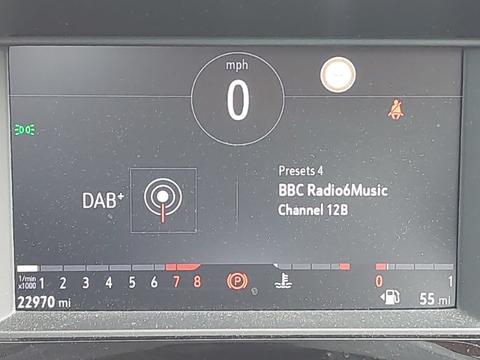 mph
0
Presets 4
DAB+
BBC Radio6Music
Channel 12B
1/min
x1000 1 2 3 4 5 6 7 8 P 0 1
22970 mi 55 mi